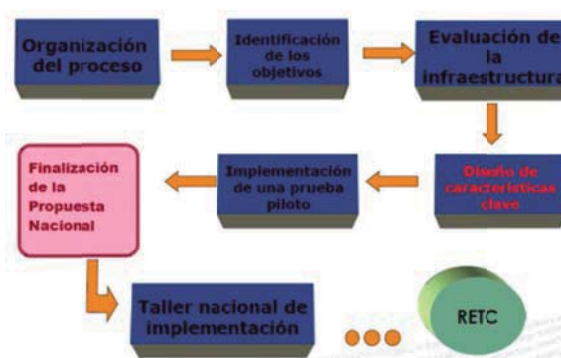 Organización
del proceso
Identificación
de los
objetivos
Evaluación de
la
infraestructura
Diseño de
características
clave
Implementación
de una prueba
piloto
Finalización
de la
Propuesta
Nacional
Taller nacional de
implementación
RETC